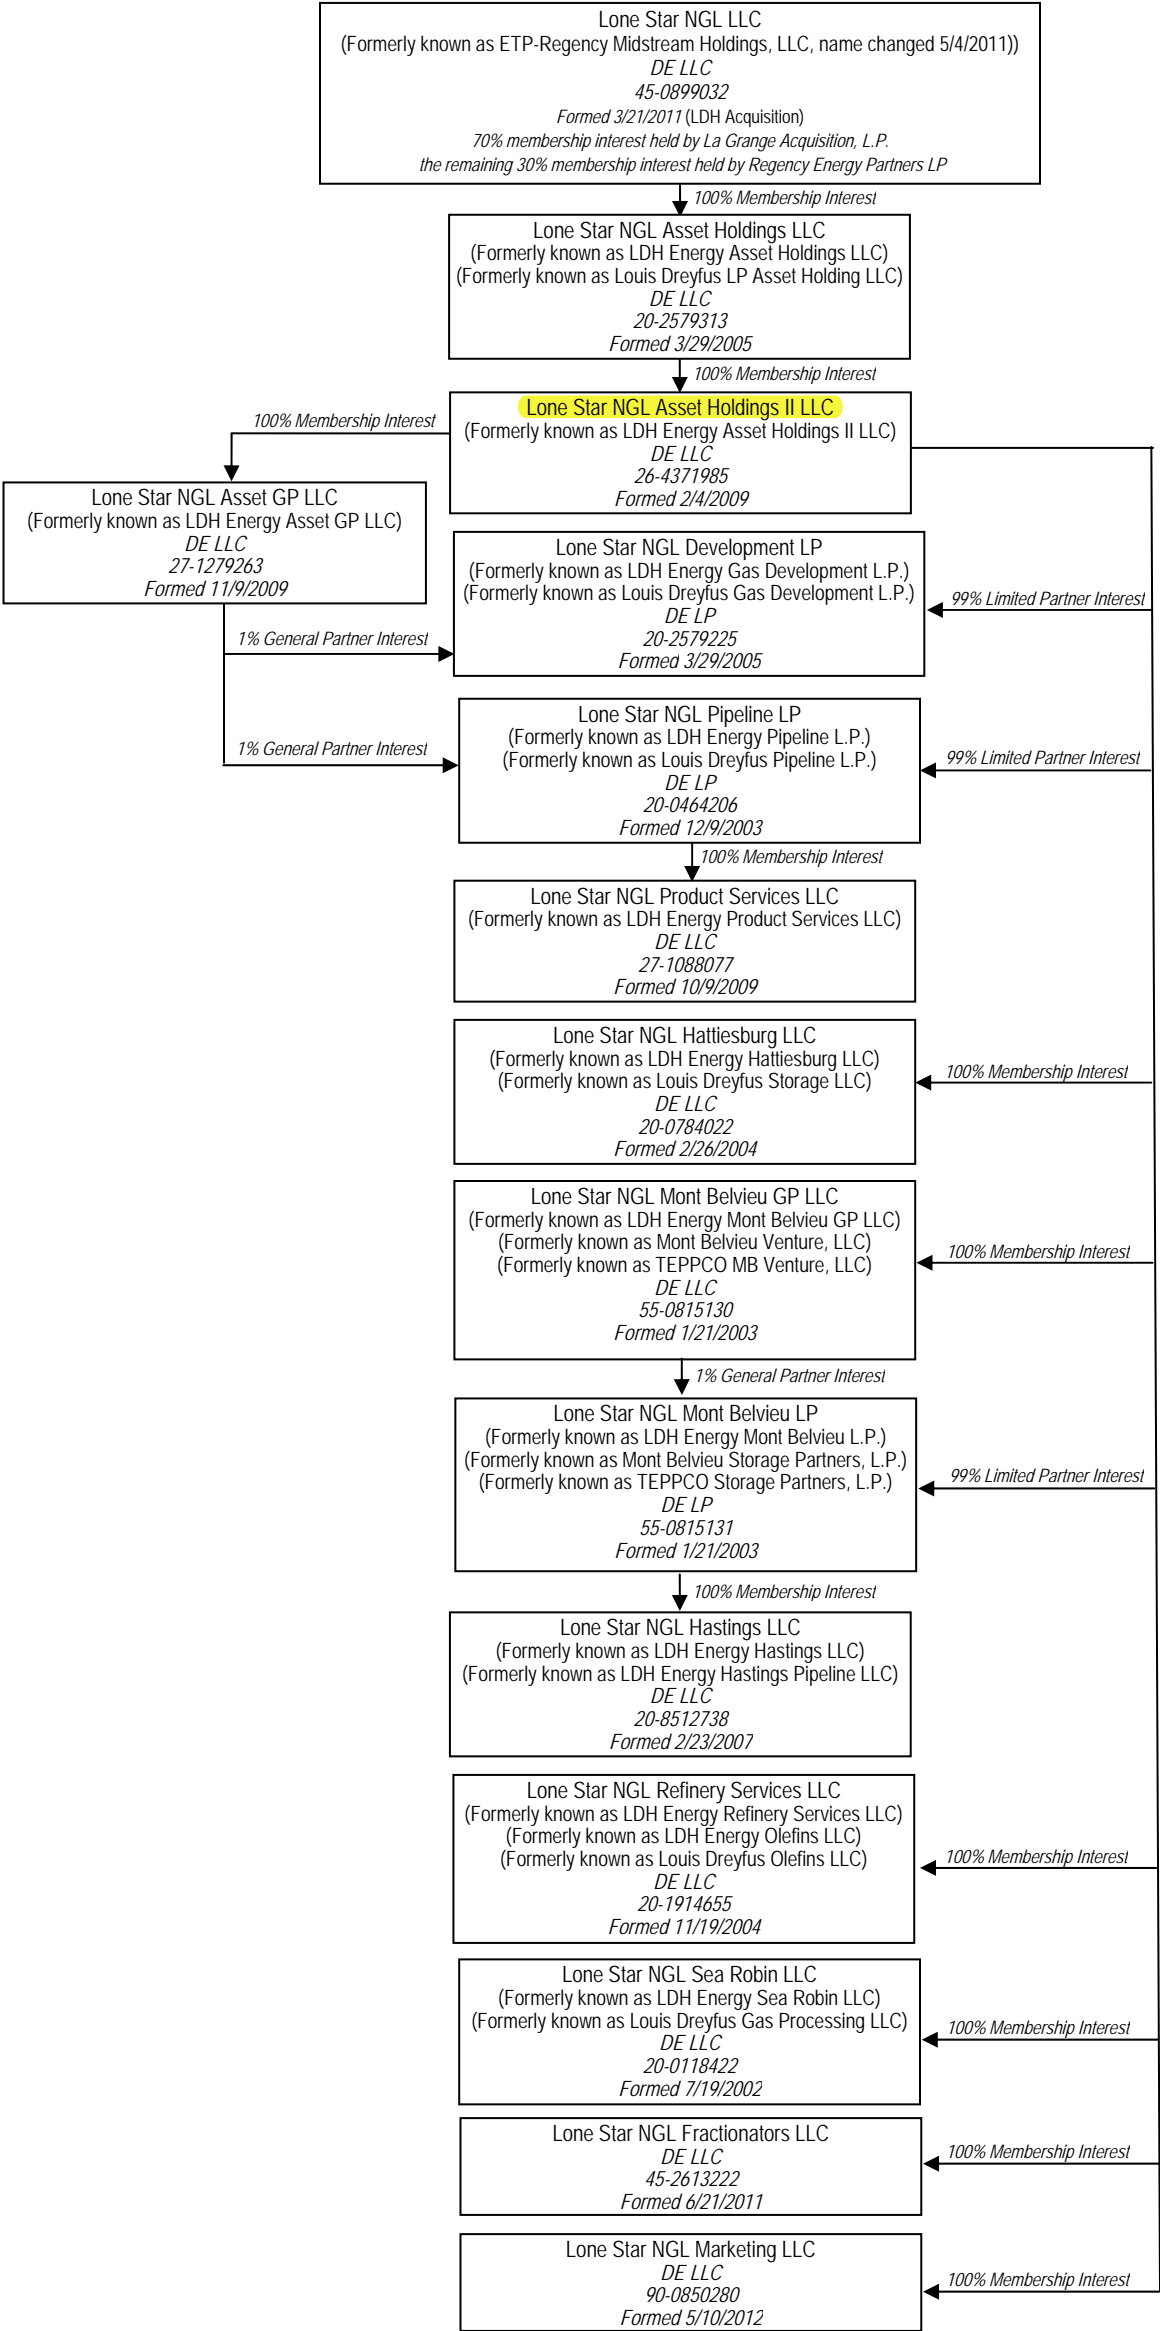 Lone Star NGL LLC
(Formerly known as ETP-Regency Midstream Holdings, LLC, name changed 5/4/2011))
DE LLC
45-0899032
Formed 3/21/2011 (LDH Acquisition)
70% membership interest held by La Grange Acquisition, L.P.
the remaining 30% membership interest held by Regency Energy Partners LP
100% Membership Interest
Lone Star NGL Asset Holdings LLC
(Formerly known as LDH Energy Asset Holdings LLC)
(Formerly known as Louis Dreyfus LP Asset Holding LLC)
DE LLC
20-2579313
Formed 3/29/2005
100% Membership Interest
Lone Star NGL Asset Holdings II LLC
(Formerly known as LDH Energy Asset Holdings II LLC)
DE LLC
26-4371985
Formed 2/4/2009
100% Membership Interest
Lone Star NGL Asset GP LLC
(Formerly known as LDH Energy Asset GP LLC)
DE LLC
27-1279263
Formed 11/9/2009
Lone Star NGL Development LP
(Formerly known as LDH Energy Gas Development L.P.)
(Formerly known as Louis Dreyfus Gas Development L.P.)
DE LP
20-2579225
Formed 3/29/2005
99% Limited Partner Interest
1% General Partner Interest
Lone Star NGL Pipeline LP
(Formerly known as LDH Energy Pipeline L.P.)
(Formerly known as Louis Dreyfus Pipeline L.P.)
DE LP
20-0464206
Formed 12/9/2003
1% General Partner Interest
99% Limited Partner Interest
100% Membership Interest
Lone Star NGL Product Services LLC
(Formerly known as LDH Energy Product Services LLC)
DE LLC
27-1088077
Formed 10/9/2009
Lone Star NGL Hattiesburg LLC
(Formerly known as LDH Energy Hattiesburg LLC)
(Formerly known as Louis Dreyfus Storage LLC)
DE LLC
20-0784022
Formed 2/26/2004
100% Membership Interest
Lone Star NGL Mont Belvieu GP LLC
(Formerly known as LDH Energy Mont Belvieu GP LLC)
(Formerly known as Mont Belvieu Venture, LLC)
(Formerly known as TEPPCO MB Venture, LLC)
DE LLC
55-0815130
Formed 1/21/2003
100% Membership Interest
1% General Partner Interest
Lone Star NGL Mont Belvieu LP
(Formerly known as LDH Energy Mont Belvieu L.P.)
(Formerly known as Mont Belvieu Storage Partners, L.P.)
(Formerly known as TEPPCO Storage Partners, L.P.)
DE LP
55-0815131
Formed 1/21/2003
99% Limited Partner Interest
100% Membership Interest
Lone Star NGL Hastings LLC
(Formerly known as LDH Energy Hastings LLC)
(Formerly known as LDH Energy Hastings Pipeline LLC)
DE LLC
20-8512738
Formed 2/23/2007
Lone Star NGL Refinery Services LLC
(Formerly known as LDH Energy Refinery Services LLC)
(Formerly known as LDH Energy Olefins LLC)
(Formerly known as Louis Dreyfus Olefins LLC)
DE LLC
20-1914655
Formed 11/19/2004
100% Membership Interest
Lone Star NGL Sea Robin LLC
(Formerly known as LDH Energy Sea Robin LLC)
(Formerly known as Louis Dreyfus Gas Processing LLC)
DE LLC
20-0118422
Formed 7/19/2002
100% Membership Interest
Lone Star NGL Fractionators LLC
DE LLC
45-2613222
Formed 6/21/2011
100% Membership Interest
Lone Star NGL Marketing LLC
DE LLC
90-0850280
Formed 5/10/2012
100% Membership Interest